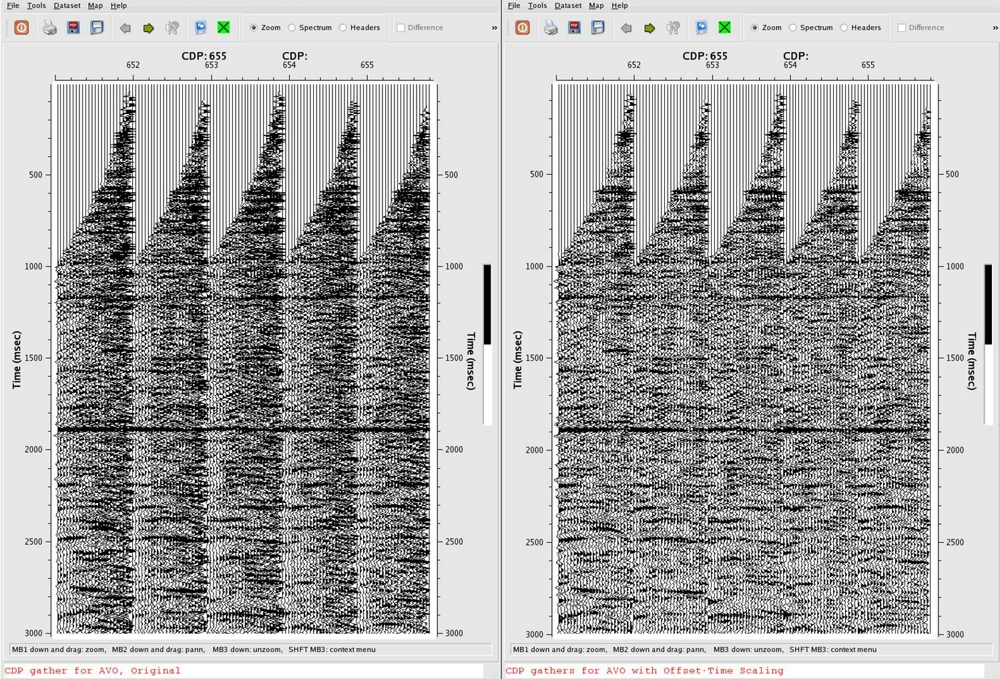 File Tools Dataset Map Help
Zoom Spectrum Headers Difference »
CDP: 655 CDP:
652 653 654 655
500 500
1000 1000
1500 1500
2000 2000
2500 2500
3000 3000
Time (msec) Time (msec)
MB1 down and drag: zoom, MB2 down and drag: pann, MB3 down: unzoom, SHFT MB3: context menu
CDP gather for AVO, Original
File Tools Dataset Map Help
Zoom Spectrum Headers Difference »
CDP: 655 CDP:
652 653 654 655
500 500
1000 1000
1500 1500
2000 2000
2500 2500
3000 3000
Time (msec) Time (msec)
MB1 down and drag: zoom, MB2 down and drag: pann, MB3 down: unzoom, SHFT MB3: context menu
CDP gathers for AVO with Offset-Time Scaling